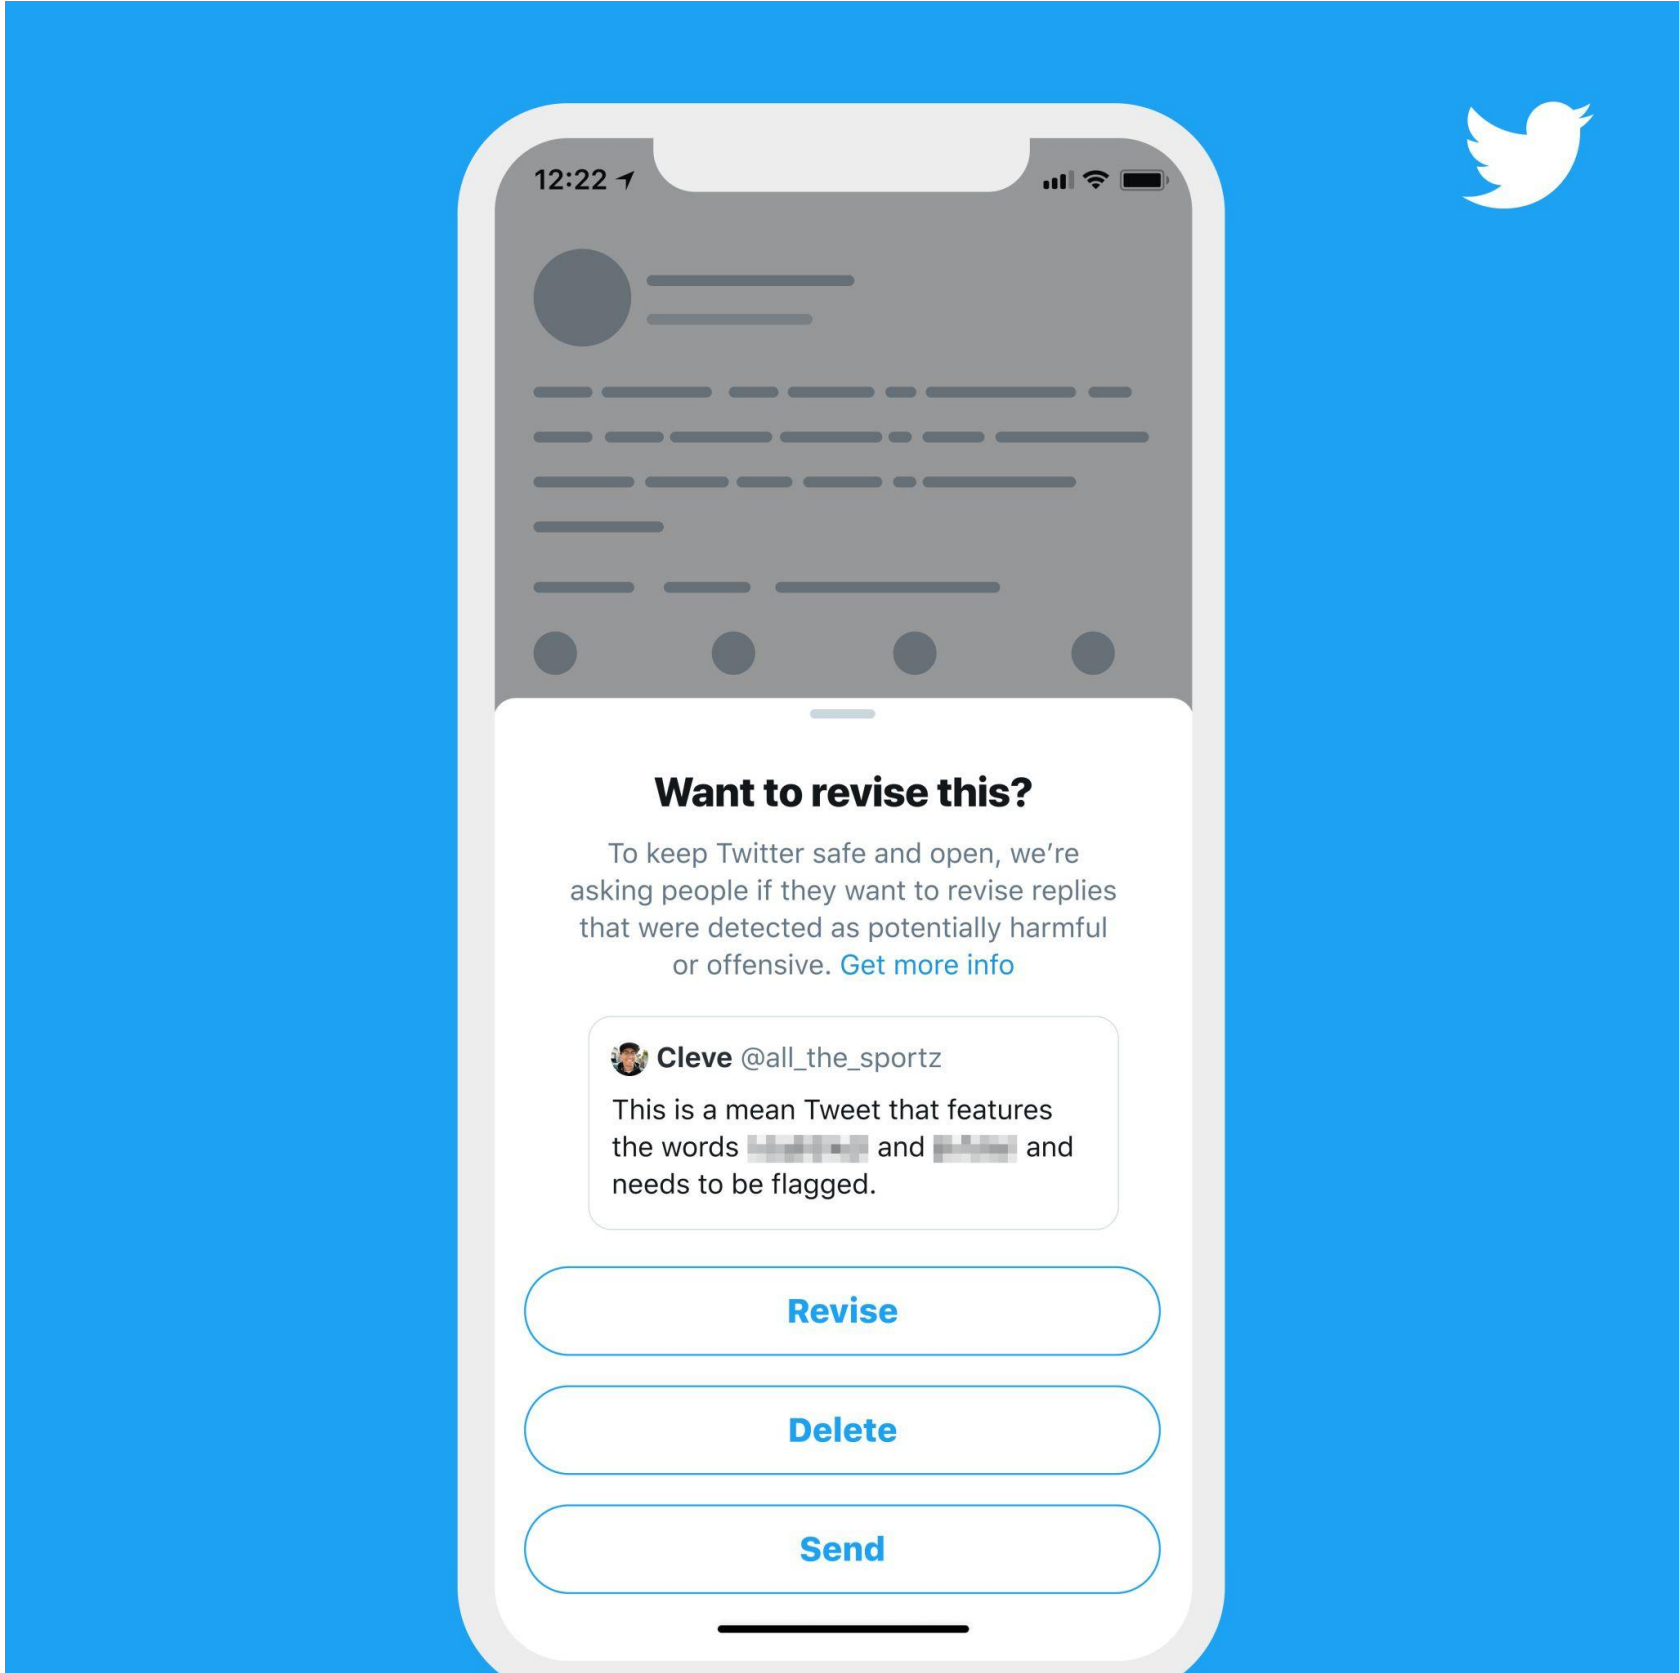 12:22
Want to revise this?
To keep Twitter safe and open, we’re
asking people if they want to revise replies
that were detected as potentially harmful
or offensive. Get more info
Cleve @all_the_sportz
This is a mean Tweet that features
the words and and
needs to be flagged.
Revise
Delete
Send